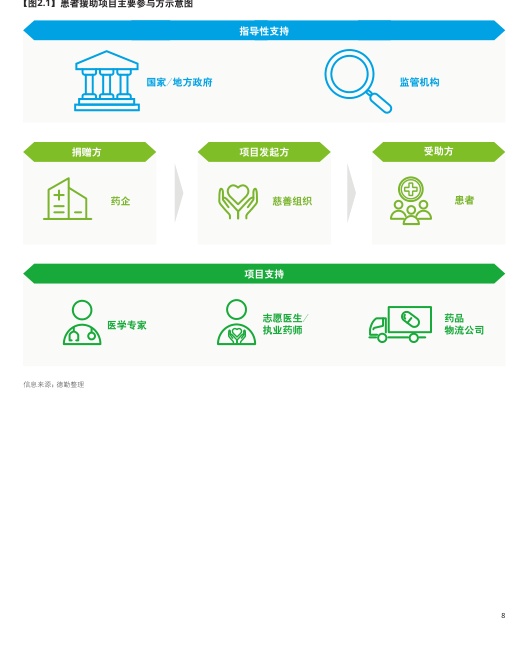 【图2.1】患者援助项目主要参与方示意图
指导性支持
国家/地方政府
监管机构
捐赠方
项目发起方
受助方
药企
慈善组织
患者
项目支持
医学专家
志愿医生/
执业药师
药品
物流公司
信息来源：德勤整理
8